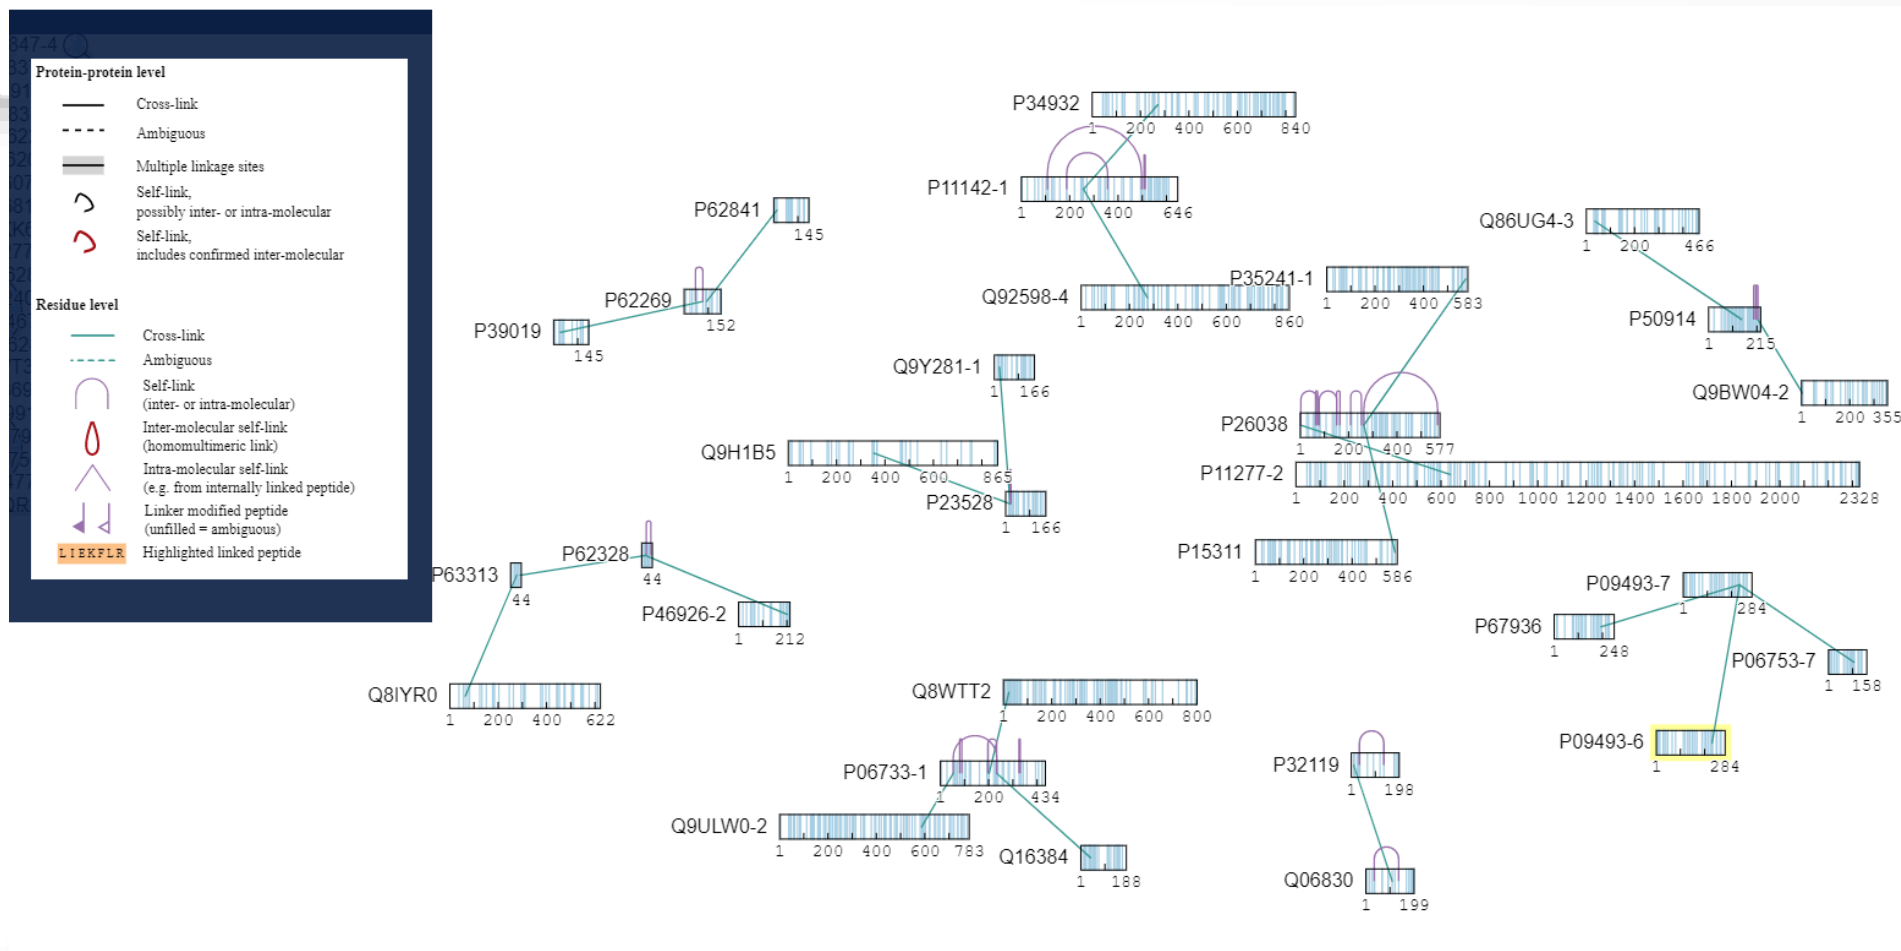 Protein-protein level
Cross-link
Ambiguous
Multiple linkage sites
Self-link,
possibly inter- or intra-molecular
Self-link,
includes confirmed inter-molecular
Residue level
Cross-link
Ambiguous
Self-link
(inter- or intra-molecular)
Inter-molecular self-link
(homomultimeric link)
Intra-molecular self-link
(e.g. from internally linked peptide)
Linker modified peptide
(unfilled = ambiguous)
LIEKFLR Highlighted linked peptide
P34932
1 200 400 600 840
P11142-1
1 200 400 646
P62841
145
Q86UG4-3
1 200 466
P62269
152
P35241-1
1 200 400 583
Q92598-4
1 200 400 600 860
P39019
145
P50914
1 215
Q9Y281-1
1 166
Q9BW04-2
1 200 355
P26038
1 200 400 577
Q9H1B5
1 200 400 600 865
P11277-2
1 200 400 600 800 1000 1200 1400 1600 1800 2000 2328
P23528
1 166
P62328
44
P15311
1 200 400 586
P63313
44
P09493-7
1 284
P46926-2
1 212
P67936
1 248
P06753-7
1 158
Q8IYR0
1 200 400 622
Q8WTT2
1 200 400 600 800
P09493-6
1 284
P06733-1
1 200 434
P32119
1 198
Q9ULW0-2
1 200 400 600 783
Q16384
1 188
Q06830
1 199